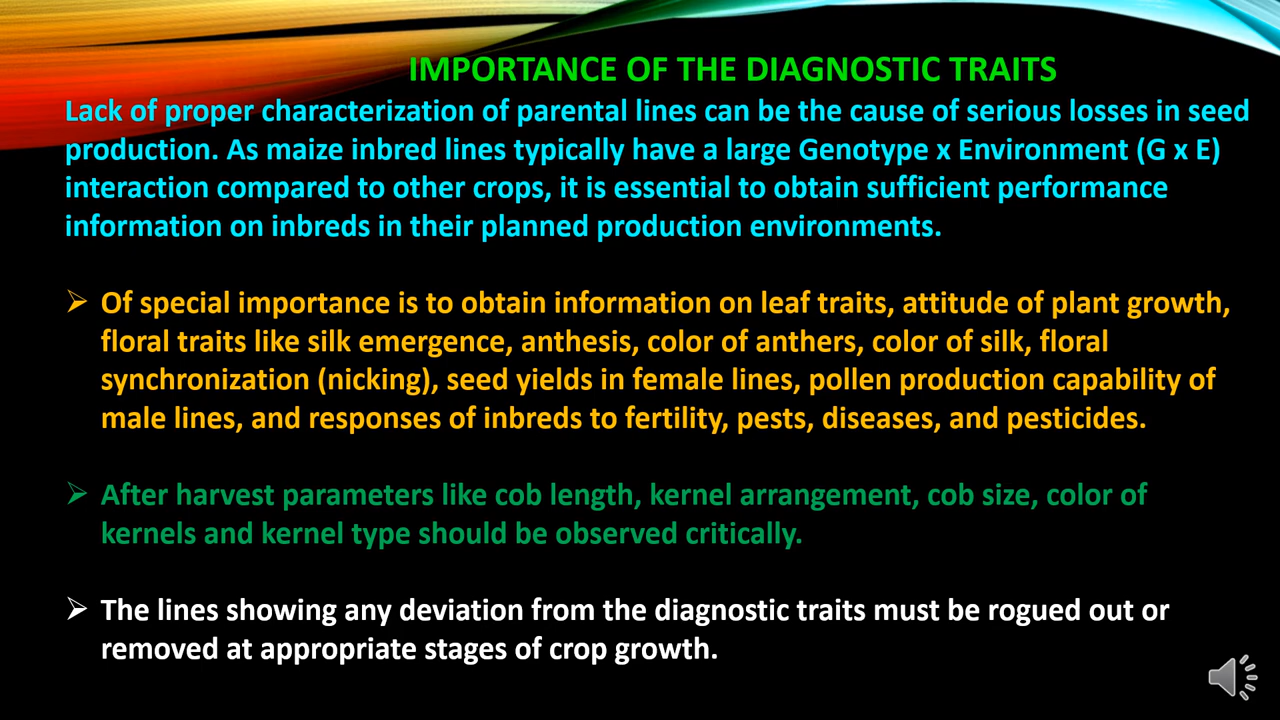 IMPORTANCE OF THE DIAGNOSTIC TRAITS
Lack of proper characterization of parental lines can be the cause of serious losses in seed
production. As maize inbred lines typically have a large Genotype x Environment (G x E)
interaction compared to other crops, it is essential to obtain sufficient performance
information on inbreds in their planned production environments.
➢ Of special importance is to obtain information on leaf traits, attitude of plant growth,
floral traits like silk emergence, anthesis, color of anthers, color of silk, floral
synchronization (nicking), seed yields in female lines, pollen production capability of
male lines, and responses of inbreds to fertility, pests, diseases, and pesticides.
➢ After harvest parameters like cob length, kernel arrangement, cob size, color of
kernels and kernel type should be observed critically.
➢ The lines showing any deviation from the diagnostic traits must be rogued out or
removed at appropriate stages of crop growth.